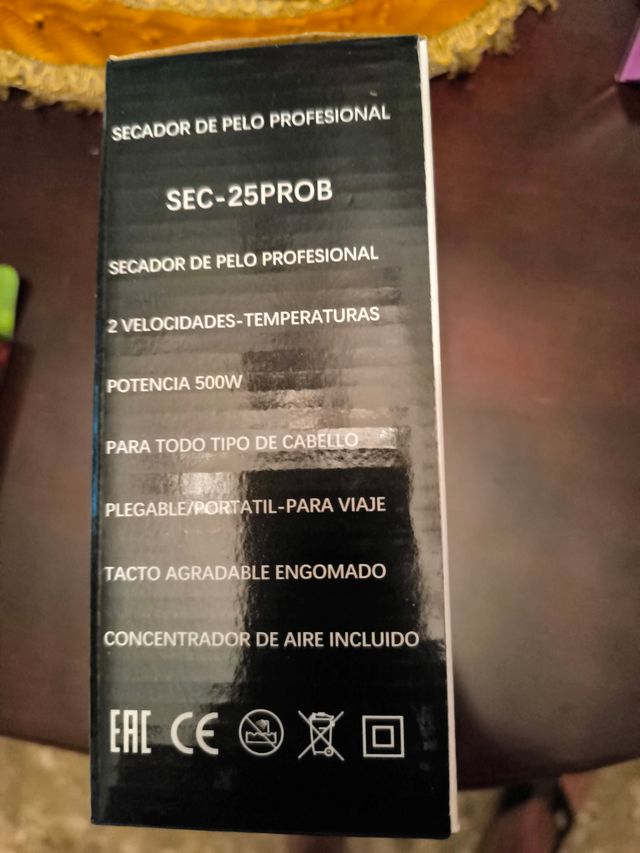 SECADOR DE PELO PROFESIONAL
SEC-25PROB
SECADOR DE PELO PROFESIONAL
2 VELOCIDADES-TEMPERATURAS
POTENCIA 500W
PARA TODO TIPO DE CABELLO
PLEGABLE/PORTATIL-PARA VIAJE
TACTO AGRADABLE ENGOMADO
CONCENTRADOR DE AIRE INCLUIDO
EAC CE